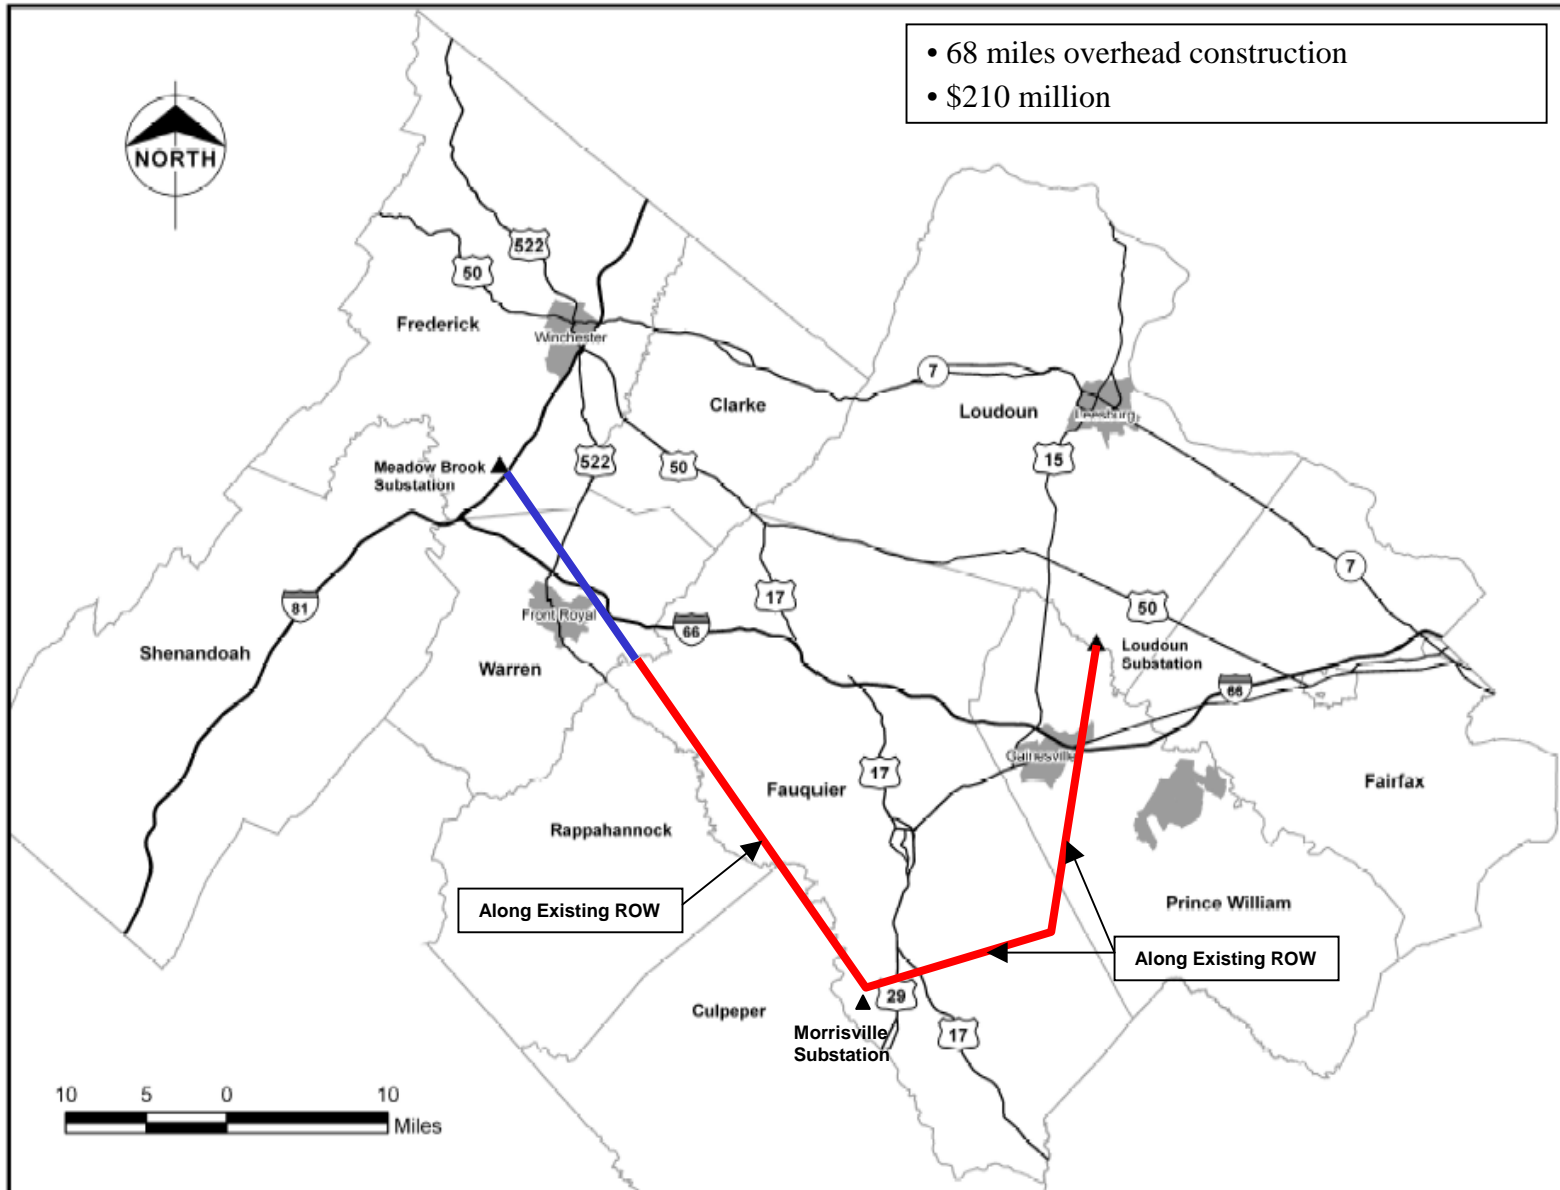 • 68 miles overhead construction
• $210 million
NORTH
522
50
Frederick
Winchester
7
Clarke
Loudoun
Leesburg
Meadow Brook
Substation
522
50
15
7
81
Front Royal
17
50
66
Shenandoah
Warren
Loudoun
Substation
66
Gainesville
17
Fauquier
Fairfax
Rappahannock
Along Existing ROW
Prince William
Along Existing ROW
Culpeper
29
Morrisville
Substation
17
10 5 0 10
Miles